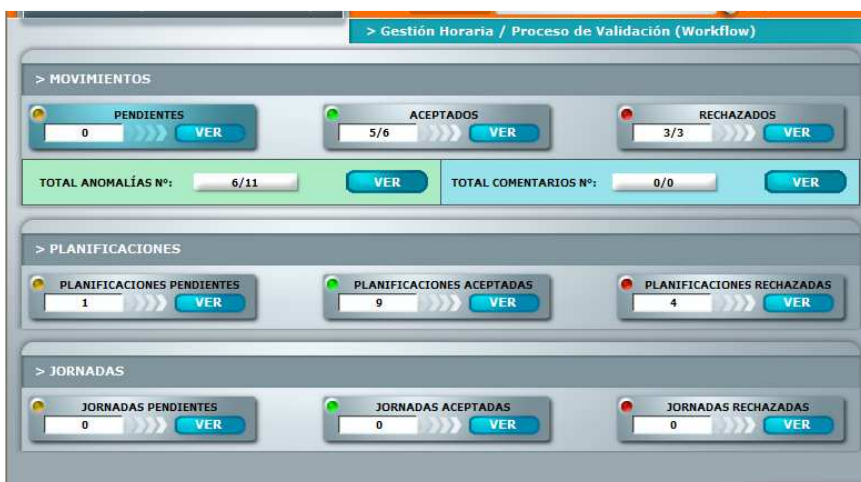 > Gestión Horaria / Proceso de Validación (Workflow)
> MOVIMIENTOS
PENDIENTES
0 VER
ACEPTADOS
5/6 VER
RECHAZADOS
3/3 VER
TOTAL ANOMALÍAS Nº: 6/11 VER
TOTAL COMENTARIOS Nº: 0/0 VER
> PLANIFICACIONES
PLANIFICACIONES PENDIENTES
1 VER
PLANIFICACIONES ACEPTADAS
9 VER
PLANIFICACIONES RECHAZADAS
4 VER
> JORNADAS
JORNADAS PENDIENTES
0 VER
JORNADAS ACEPTADAS
0 VER
JORNADAS RECHAZADAS
0 VER